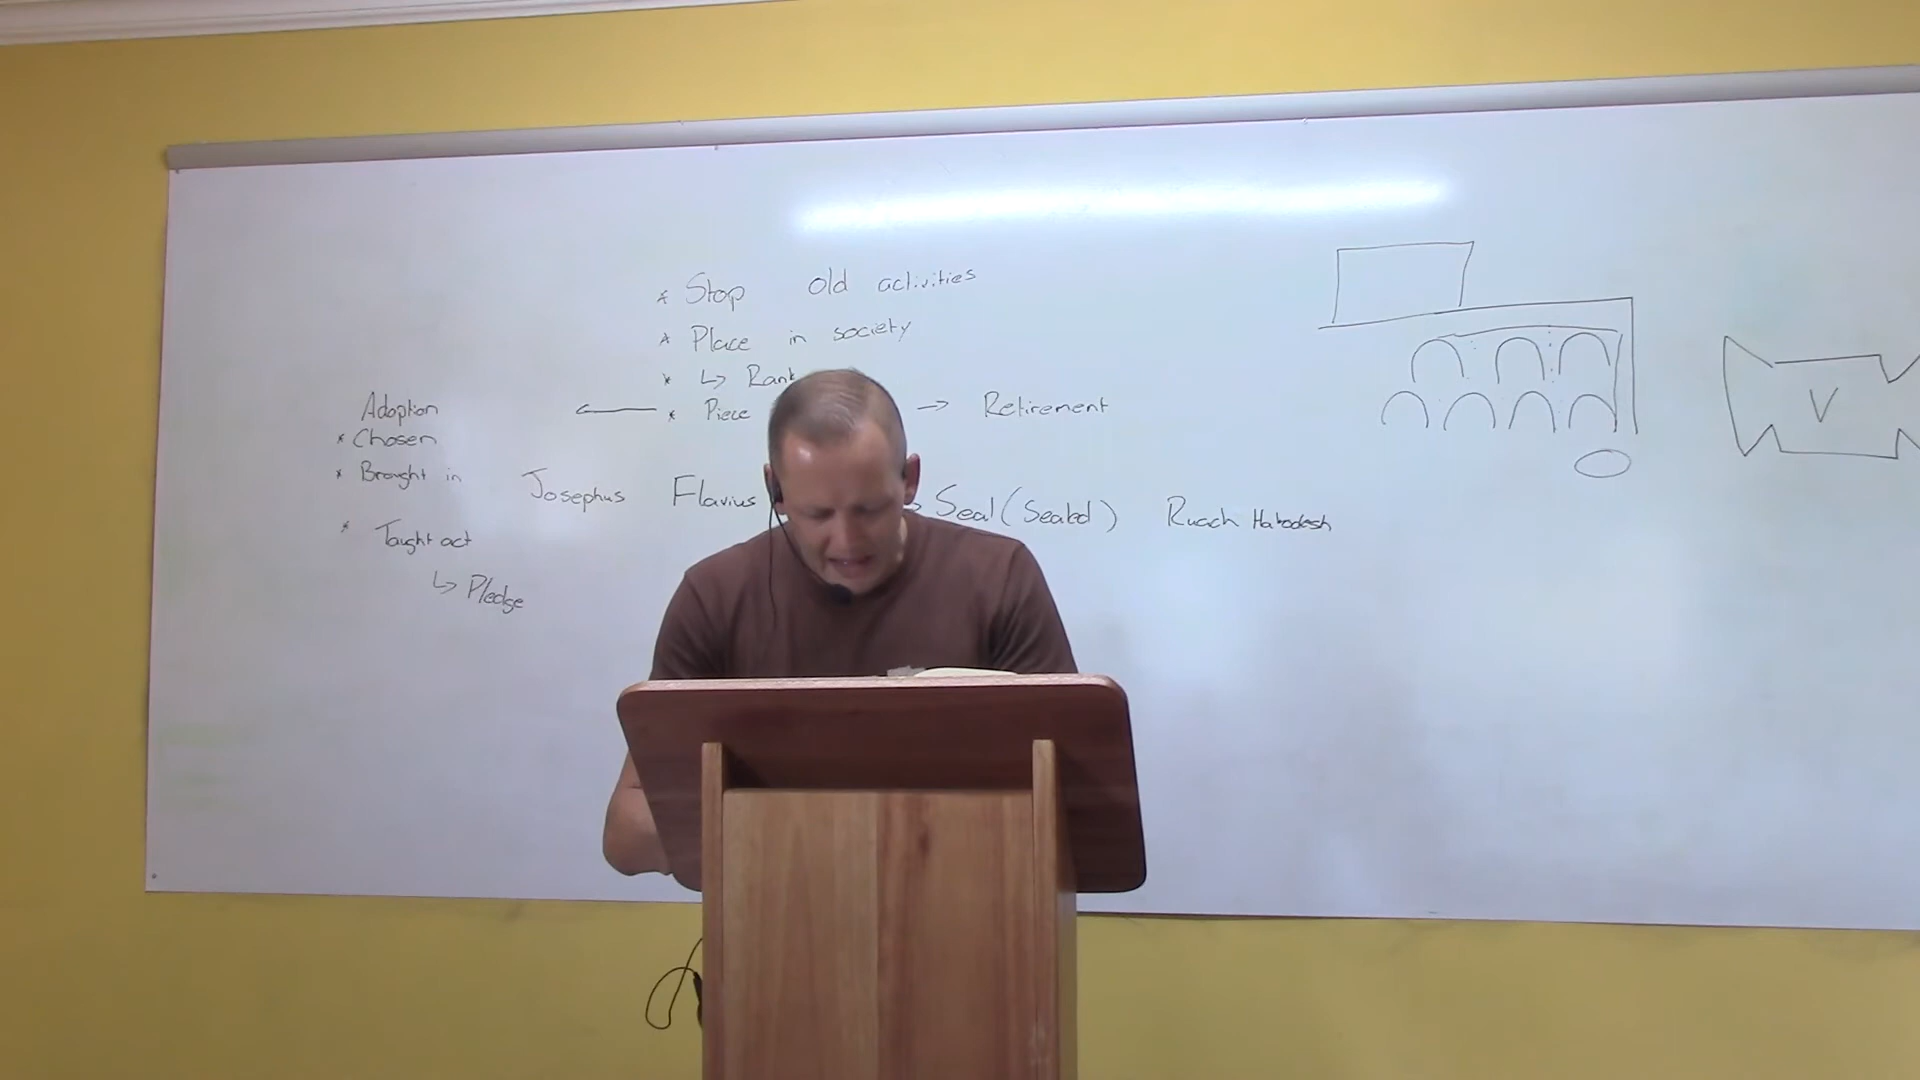 * Stop old activities
* Place in society
* ↳ Rank
Adoption ← * Piece → Retirement
* Chosen
* Brought in
Josephus Flavius → Seal (Sealed) Ruach Hakodesh
* Taught act
↳ Pledge
V